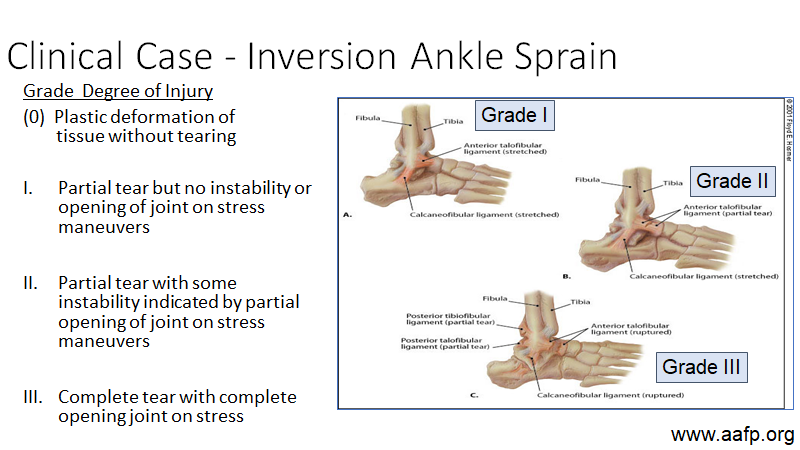 Clinical Case - Inversion Ankle Sprain
Grade Degree of Injury
(0) Plastic deformation of
tissue without tearing
I. Partial tear but no instability or
opening of joint on stress
maneuvers
II. Partial tear with some
instability indicated by partial
opening of joint on stress
maneuvers
III. Complete tear with complete
opening joint on stress
Grade I
Fibula
Tibia
Anterior talofibular
ligament (stretched)
Calcaneofibular ligament (stretched)
A.
Grade II
Fibula
Tibia
Anterior talofibular
ligament (partial tear)
Calcaneofibular ligament (stretched)
B.
Fibula
Tibia
Posterior tibiofibular
ligament (partial tear)
Posterior talofibular
ligament (partial tear)
Anterior talofibular
ligament (ruptured)
Grade III
Calcaneofibular ligament (ruptured)
C.
© 2001 Floyd E. Hosmer
www.aafp.org